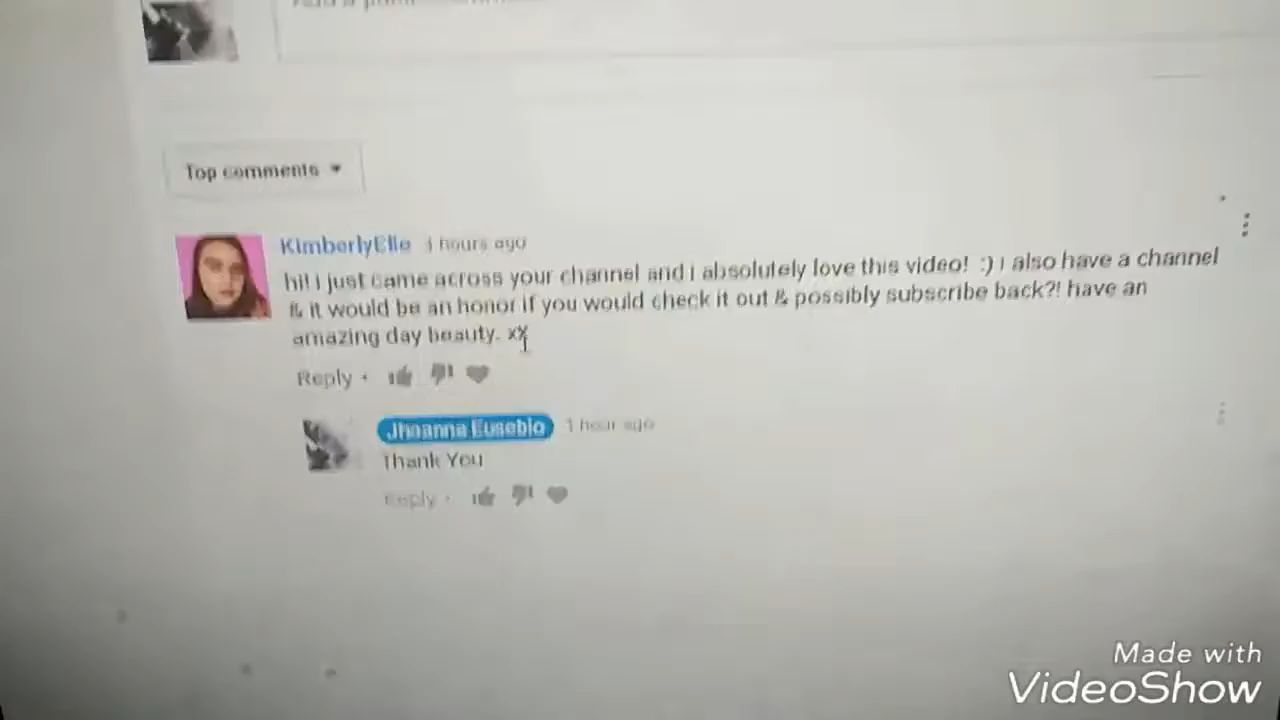 Top comments
KimberlyElle 3 hours ago
hi! i just came across your channel and i absolutely love this video! :) i also have a channel
& it would be an honor if you would check it out & possibly subscribe back?! have an
amazing day beauty. xx
Reply •
Jhoanna Eusebio 1 hour ago
Thank You
Reply •
Made with
VideoShow